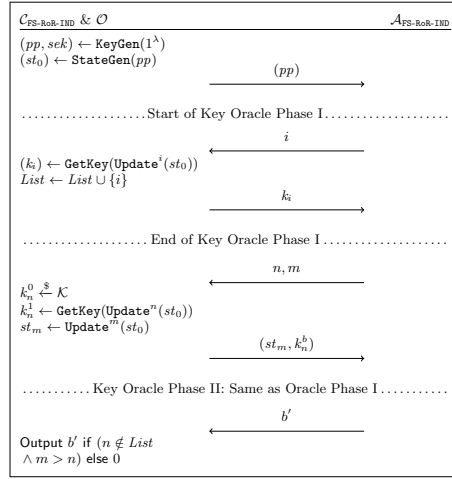 C_FS-RoR-IND & O A_FS-RoR-IND
(pp, sek) ← KeyGen(1^λ)
(st_0) ← StateGen(pp)
(pp)
......................Start of Key Oracle Phase I......................
i
(k_i) ← GetKey(Update^i(st_0))
List ← List ∪ {i}
k_i
......................End of Key Oracle Phase I......................
n, m
k_n^0 ←$ K
k_n^1 ← GetKey(Update^n(st_0))
st_m ← Update^m(st_0)
(st_m, k_n^b)
...........Key Oracle Phase II: Same as Oracle Phase I...........
b′
Output b′ if (n ∉ List
∧ m > n) else 0